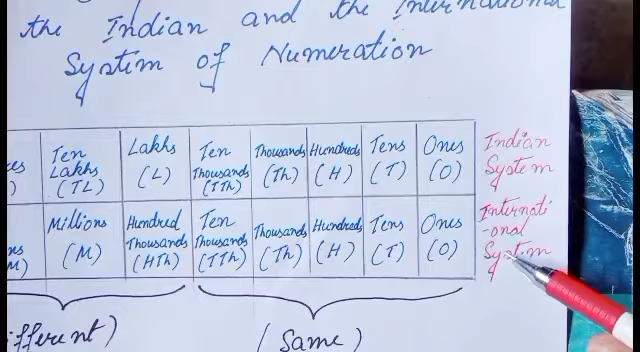 the Indian and the International
System of Numeration
Ten Lakhs (TL) Lakhs (L) Ten Thousands (TTh) Thousands (Th) Hundreds (H) Tens (T) Ones (O) Indian System
Millions (M) Hundred Thousands (HTh) Ten Thousands (TTh) Thousands (Th) Hundreds (H) Tens (T) Ones (O) Internati-onal System
(Same)